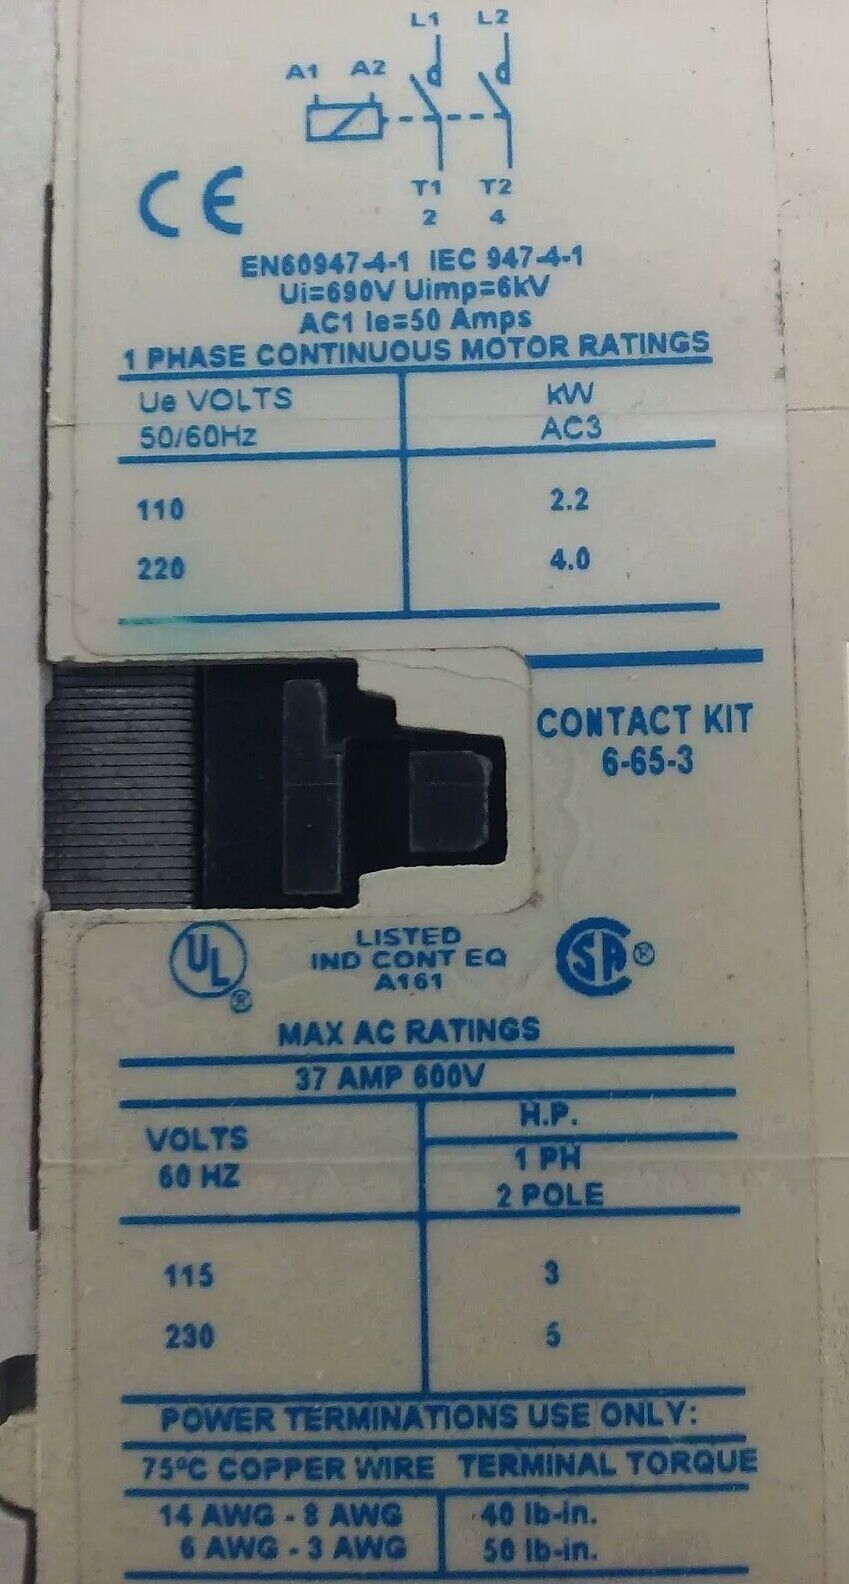 L1 L2
A1 A2
T1 T2
2 4
CE
EN60947-4-1 IEC 947-4-1
Ui=690V Uimp=6kV
AC1 Ie=50 Amps
1 PHASE CONTINUOUS MOTOR RATINGS
Ue VOLTS kW
50/60Hz AC3
110 2.2
220 4.0
CONTACT KIT
6-65-3
UL ® LISTED
IND CONT EQ
A161
SA ®
MAX AC RATINGS
37 AMP 600V
VOLTS H.P.
60 HZ 1 PH
2 POLE
115 3
230 5
POWER TERMINATIONS USE ONLY:
75°C COPPER WIRE TERMINAL TORQUE
14 AWG - 8 AWG 40 lb-in.
6 AWG - 3 AWG 50 lb-in.